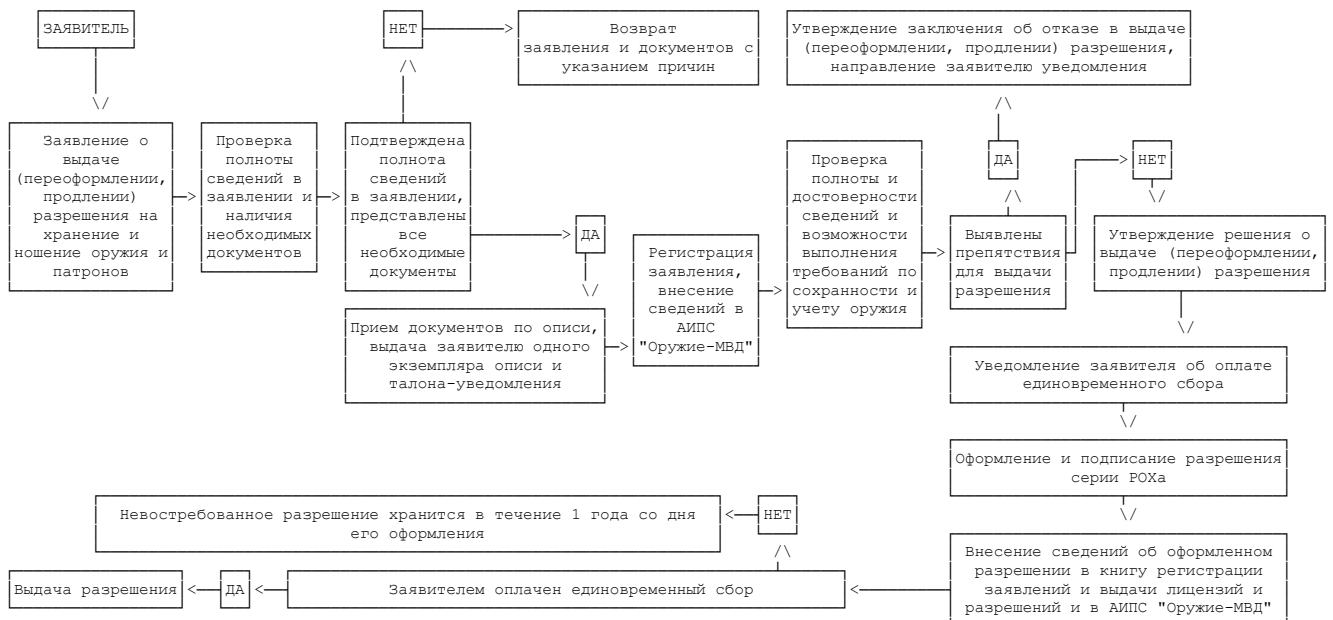 ЗАЯВИТЕЛЬ
НЕТ
Возврат
заявления и документов с
указанием причин
Утверждение заключения об отказе в выдаче
(переоформлении, продлении) разрешения,
направление заявителю уведомления
Заявление о
выдаче
(переоформлении,
продлении)
разрешения на
хранение и
ношение оружия и
патронов
Проверка
полноты
сведений в
заявлении и
наличия
необходимых
документов
Подтверждена
полнота
сведений
в заявлении,
представлены
все
необходимые
документы
ДА
Прием документов по описи,
выдача заявителю одного
экземпляра описи и
талона-уведомления
Регистрация
заявления,
внесение
сведений в
АИПС
"Оружие-МВД"
Проверка
полноты и
достоверности
сведений и
возможности
выполнения
требований по
сохранности и
учету оружия
ДА
Выявлены
препятствия
для выдачи
разрешения
НЕТ
Утверждение решения о
выдаче (переоформлении,
продлении) разрешения
Уведомление заявителя об оплате
единовременного сбора
Оформление и подписание разрешения
серии РОХа
Внесение сведений об оформленном
разрешении в книгу регистрации
заявлений и выдачи лицензий и
разрешений и в АИПС "Оружие-МВД"
Заявителем оплачен единовременный сбор
НЕТ
Невостребованное разрешение хранится в течение 1 года со дня
его оформления
ДА
Выдача разрешения